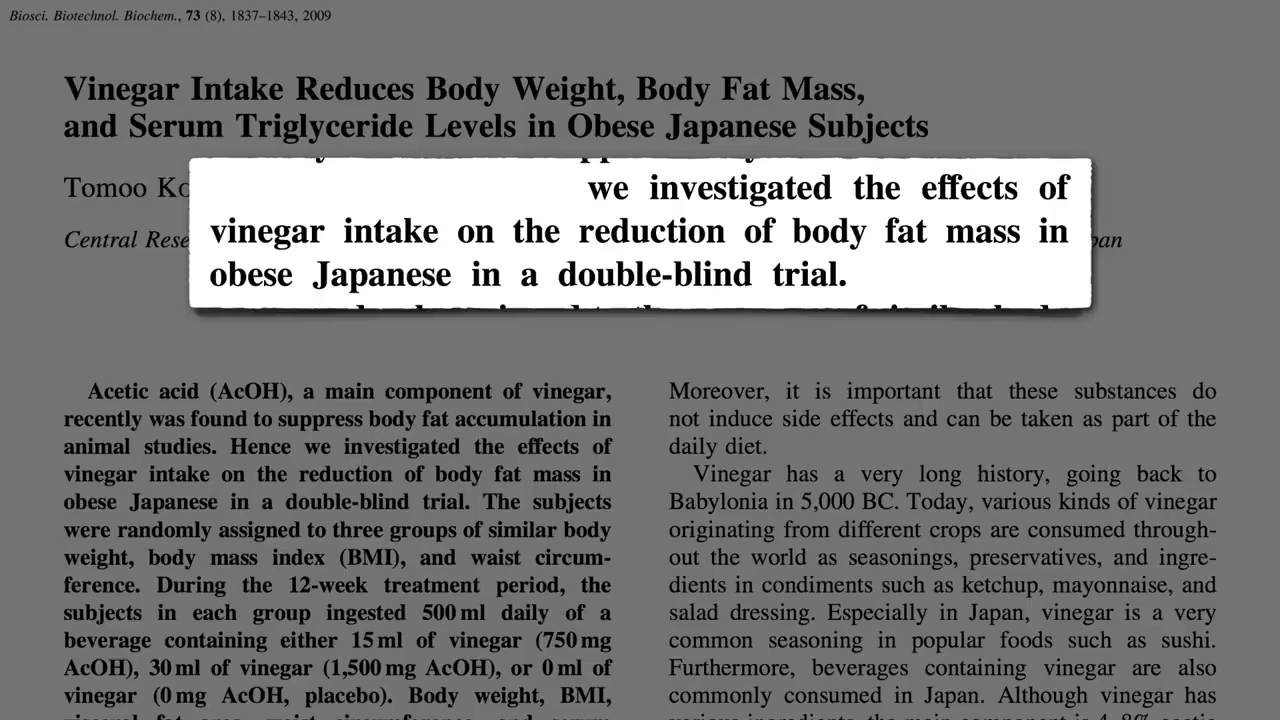 Biosci. Biotechnol. Biochem., 73 (8), 1837–1843, 2009
Vinegar Intake Reduces Body Weight, Body Fat Mass,
and Serum Triglyceride Levels in Obese Japanese Subjects
Tomoo
Central
we investigated the effects of
vinegar intake on the reduction of body fat mass in
obese Japanese in a double-blind trial.
Acetic acid (AcOH), a main component of vinegar,
recently was found to suppress body fat accumulation in
animal studies. Hence we investigated the effects of
vinegar intake on the reduction of body fat mass in
obese Japanese in a double-blind trial. The subjects
were randomly assigned to three groups of similar body
weight, body mass index (BMI), and waist circum-
ference. During the 12-week treatment period, the
subjects in each group ingested 500 ml daily of a
beverage containing either 15 ml of vinegar (750 mg
AcOH), 30 ml of vinegar (1,500 mg AcOH), or 0 ml of
vinegar (0 mg AcOH, placebo). Body weight, BMI,
Moreover, it is important that these substances do
not induce side effects and can be taken as part of the
daily diet.
Vinegar has a very long history, going back to
Babylonia in 5,000 BC. Today, various kinds of vinegar
originating from different crops are consumed through-
out the world as seasonings, preservatives, and ingre-
dients in condiments such as ketchup, mayonnaise, and
salad dressing. Especially in Japan, vinegar is a very
common seasoning in popular foods such as sushi.
Furthermore, beverages containing vinegar are also
commonly consumed in Japan. Although vinegar has